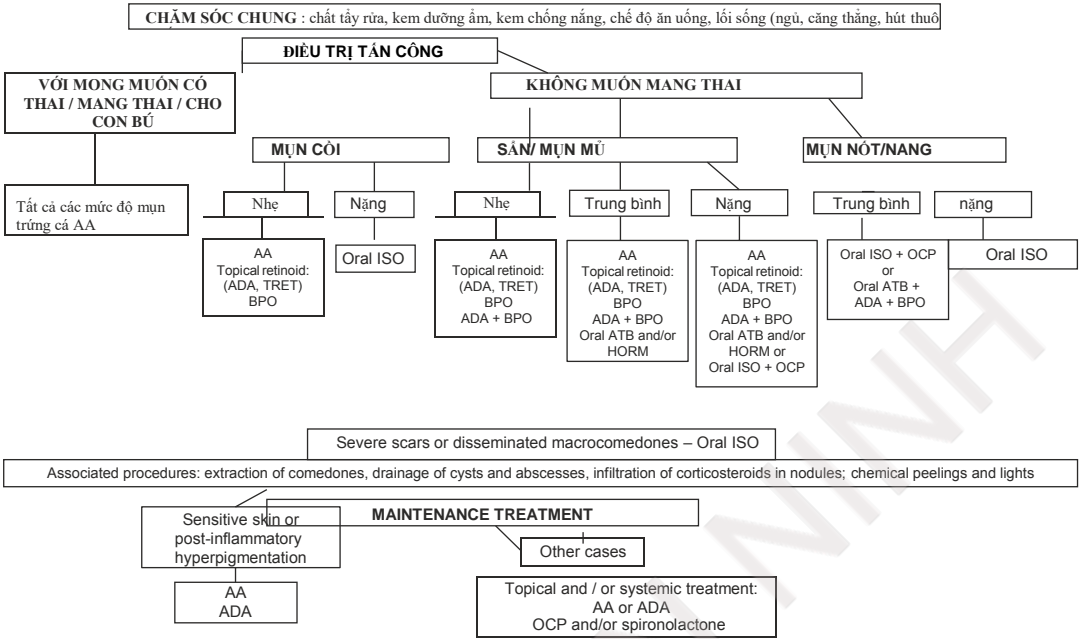 CHĂM SÓC CHUNG : chất tẩy rửa, kem dưỡng ẩm, kem chống nắng, chế độ ăn uống, lối sống (ngủ, căng thẳng, hút thuô
ĐIỀU TRỊ TẤN CÔNG
VỚI MONG MUỐN CÓ
THAI / MANG THAI / CHO
CON BÚ
KHÔNG MUỐN MANG THAI
MỤN CÒI
SẨN/ MỤN MỦ
MỤN NỐT/NANG
Tất cả các mức độ mụn
trứng cá AA
Nhẹ
Nặng
Nhẹ
Trung bình
Nặng
Trung bình
nặng
AA
Topical retinoid:
(ADA, TRET)
BPO
Oral ISO
AA
Topical retinoid:
(ADA, TRET)
BPO
ADA + BPO
AA
Topical retinoid:
(ADA, TRET)
BPO
ADA + BPO
Oral ATB and/or
HORM
AA
Topical retinoid:
(ADA, TRET)
BPO
ADA + BPO
Oral ATB and/or
HORM or
Oral ISO + OCP
Oral ISO + OCP
or
Oral ATB +
ADA + BPO
Oral ISO
Severe scars or disseminated macrocomedones – Oral ISO
Associated procedures: extraction of comedones, drainage of cysts and abscesses, infiltration of corticosteroids in nodules; chemical peelings and lights
MAINTENANCE TREATMENT
Sensitive skin or
post-inflammatory
hyperpigmentation
Other cases
AA
ADA
Topical and / or systemic treatment:
AA or ADA
OCP and/or spironolactone
NINH